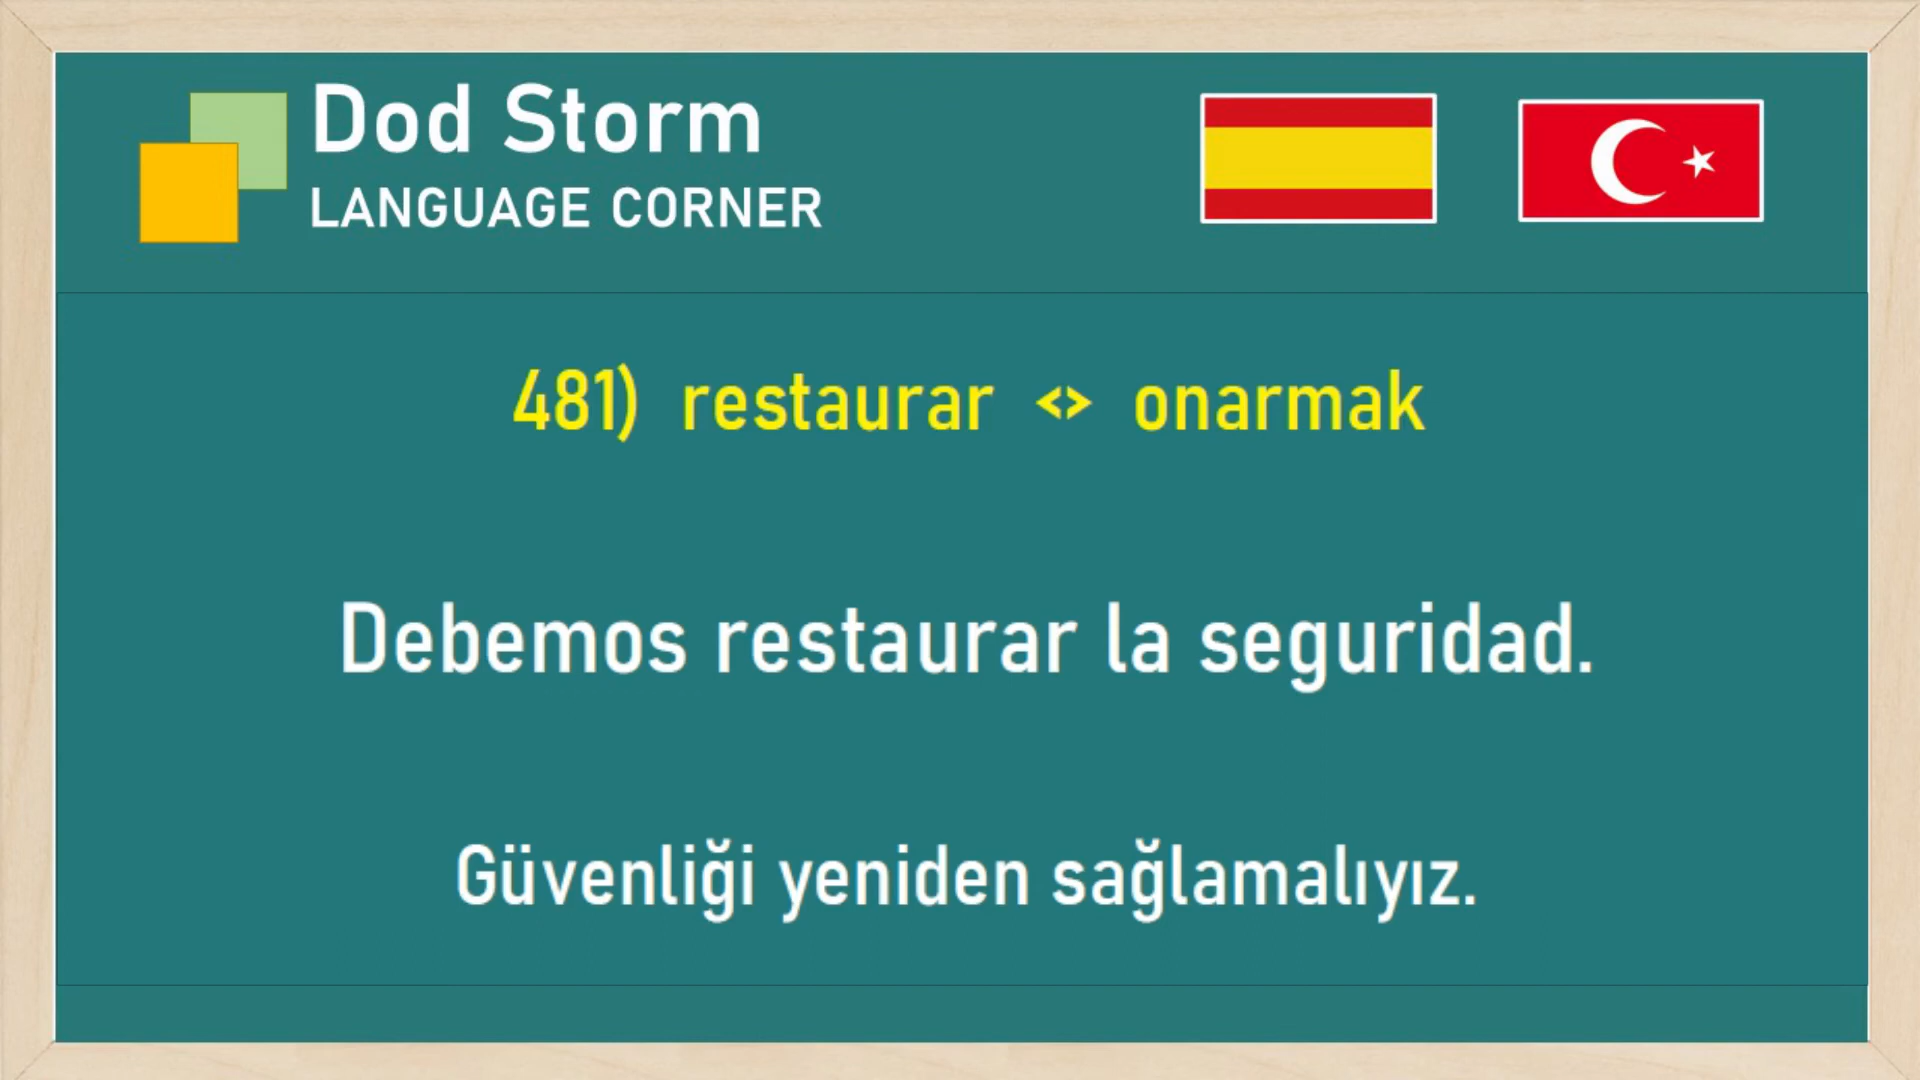 Dod Storm
LANGUAGE CORNER
481) restaurar <> onarmak
Debemos restaurar la seguridad.
Güvenliği yeniden sağlamalıyız.